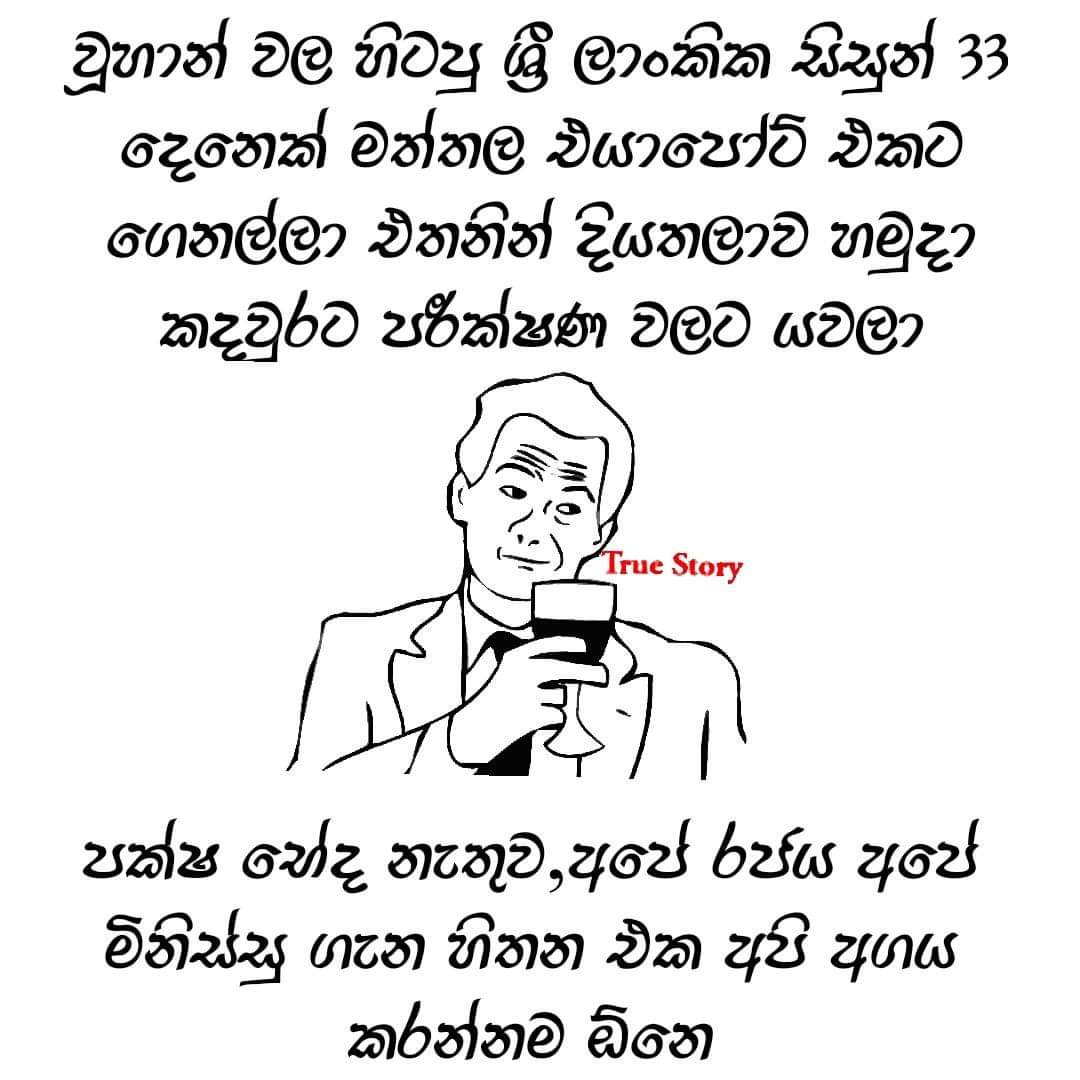 වූහාන් වල හිටපු ශ්‍රී ලාංකික සිසුන් 33
දෙනෙක් මත්තල එයාපෝට් එකට
ගෙනල්ලා එතනින් දියතලාව හමුදා
කදවුරට පරීක්ෂණ වලට යවලා
True Story
පක්ෂ භේද නැතුව,අපේ රජය අපේ
මිනිස්සු ගැන හිතන එක අපි අගය
කරන්නම ඕනෙ